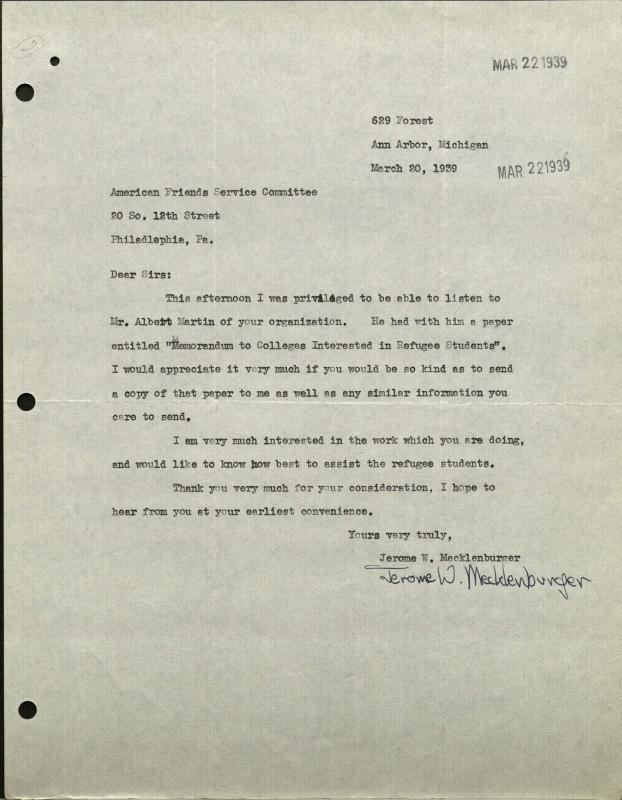 MAR 22 1939
629 Forest
Ann Arbor, Michigan
March 20, 1939
MAR 22 1939
American Friends Service Committee
20 So. 12th Street
Philadlephia, Pa.
Dear Sirs:
This afternoon I was privileged to be able to listen to
Mr. Albert Martin of your organization. He had with him a paper
entitled "Memorandum to Colleges Interested in Refugee Students".
I would appreciate it very much if you would be so kind as to send
a copy of that paper to me as well as any similar information you
care to send.
I am very much interested in the work which you are doing,
and would like to know how best to assist the refugee students.
Thank you very much for your consideration, I hope to
hear from you at your earliest convenience.
Yours very truly,
Jerome W. Mecklenburger
Jerome W. Mecklenburger